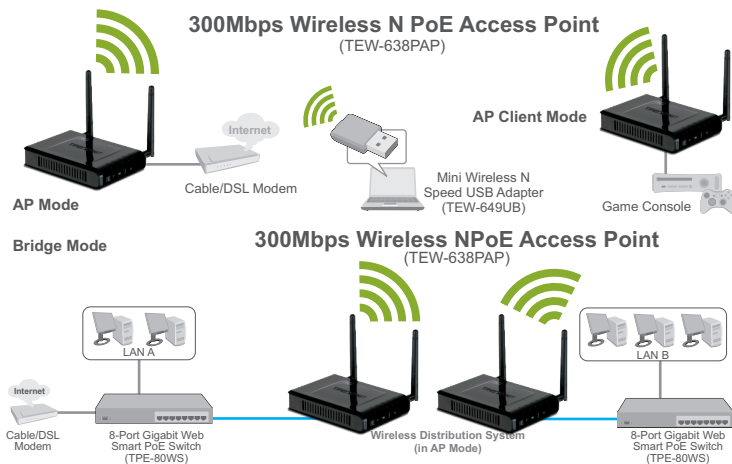 300Mbps Wireless N PoE Access Point
(TEW-638PAP)
Internet
Cable/DSL Modem
AP Mode
Mini Wireless N
Speed USB Adapter
(TEW-649UB)
AP Client Mode
Game Console
Bridge Mode
300Mbps Wireless NPoE Access Point
(TEW-638PAP)
LAN A
Internet
Cable/DSL
Modem
8-Port Gigabit Web
Smart PoE Switch
(TPE-80WS)
Wireless Distribution System
(in AP Mode)
LAN B
8-Port Gigabit Web
Smart PoE Switch
(TPE-80WS)